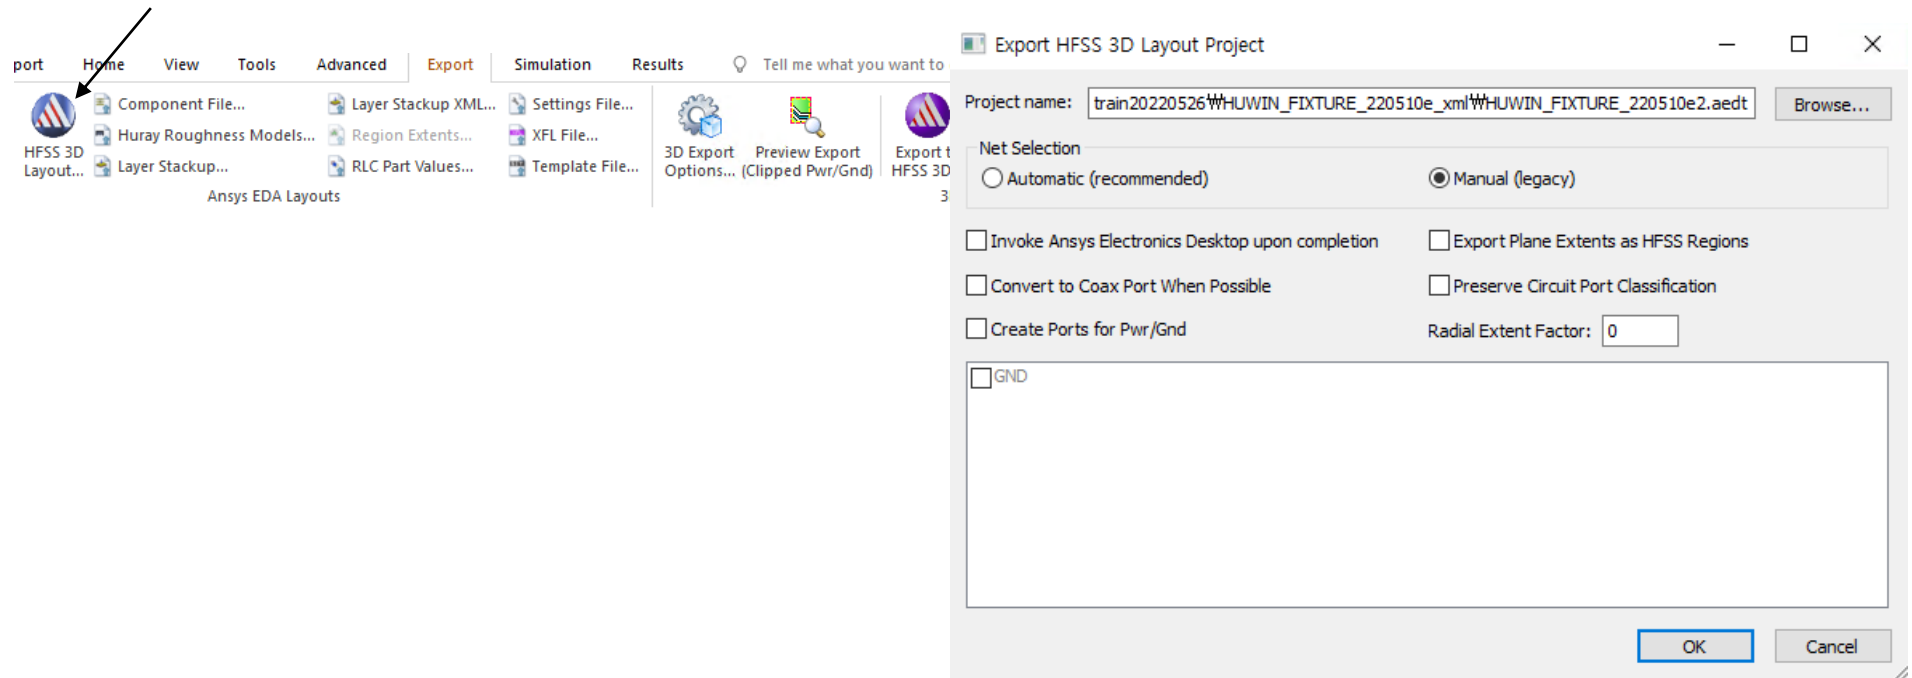 port Home View Tools Advanced Export Simulation Results Tell me what you want to
HFSS 3D
Layout...
Component File...
Huray Roughness Models...
Layer Stackup...
Layer Stackup XML...
Region Extents...
RLC Part Values...
Settings File...
XFL File...
Template File...
Ansys EDA Layouts
3D Export
Options...
Preview Export
(Clipped Pwr/Gnd)
Export t
HFSS 3D
3
Export HFSS 3D Layout Project
Project name: train20220526₩HUWIN_FIXTURE_220510e_xml₩HUWIN_FIXTURE_220510e2.aedt Browse...
Net Selection
Automatic (recommended) Manual (legacy)
Invoke Ansys Electronics Desktop upon completion Export Plane Extents as HFSS Regions
Convert to Coax Port When Possible Preserve Circuit Port Classification
Create Ports for Pwr/Gnd Radial Extent Factor: 0
GND
OK Cancel